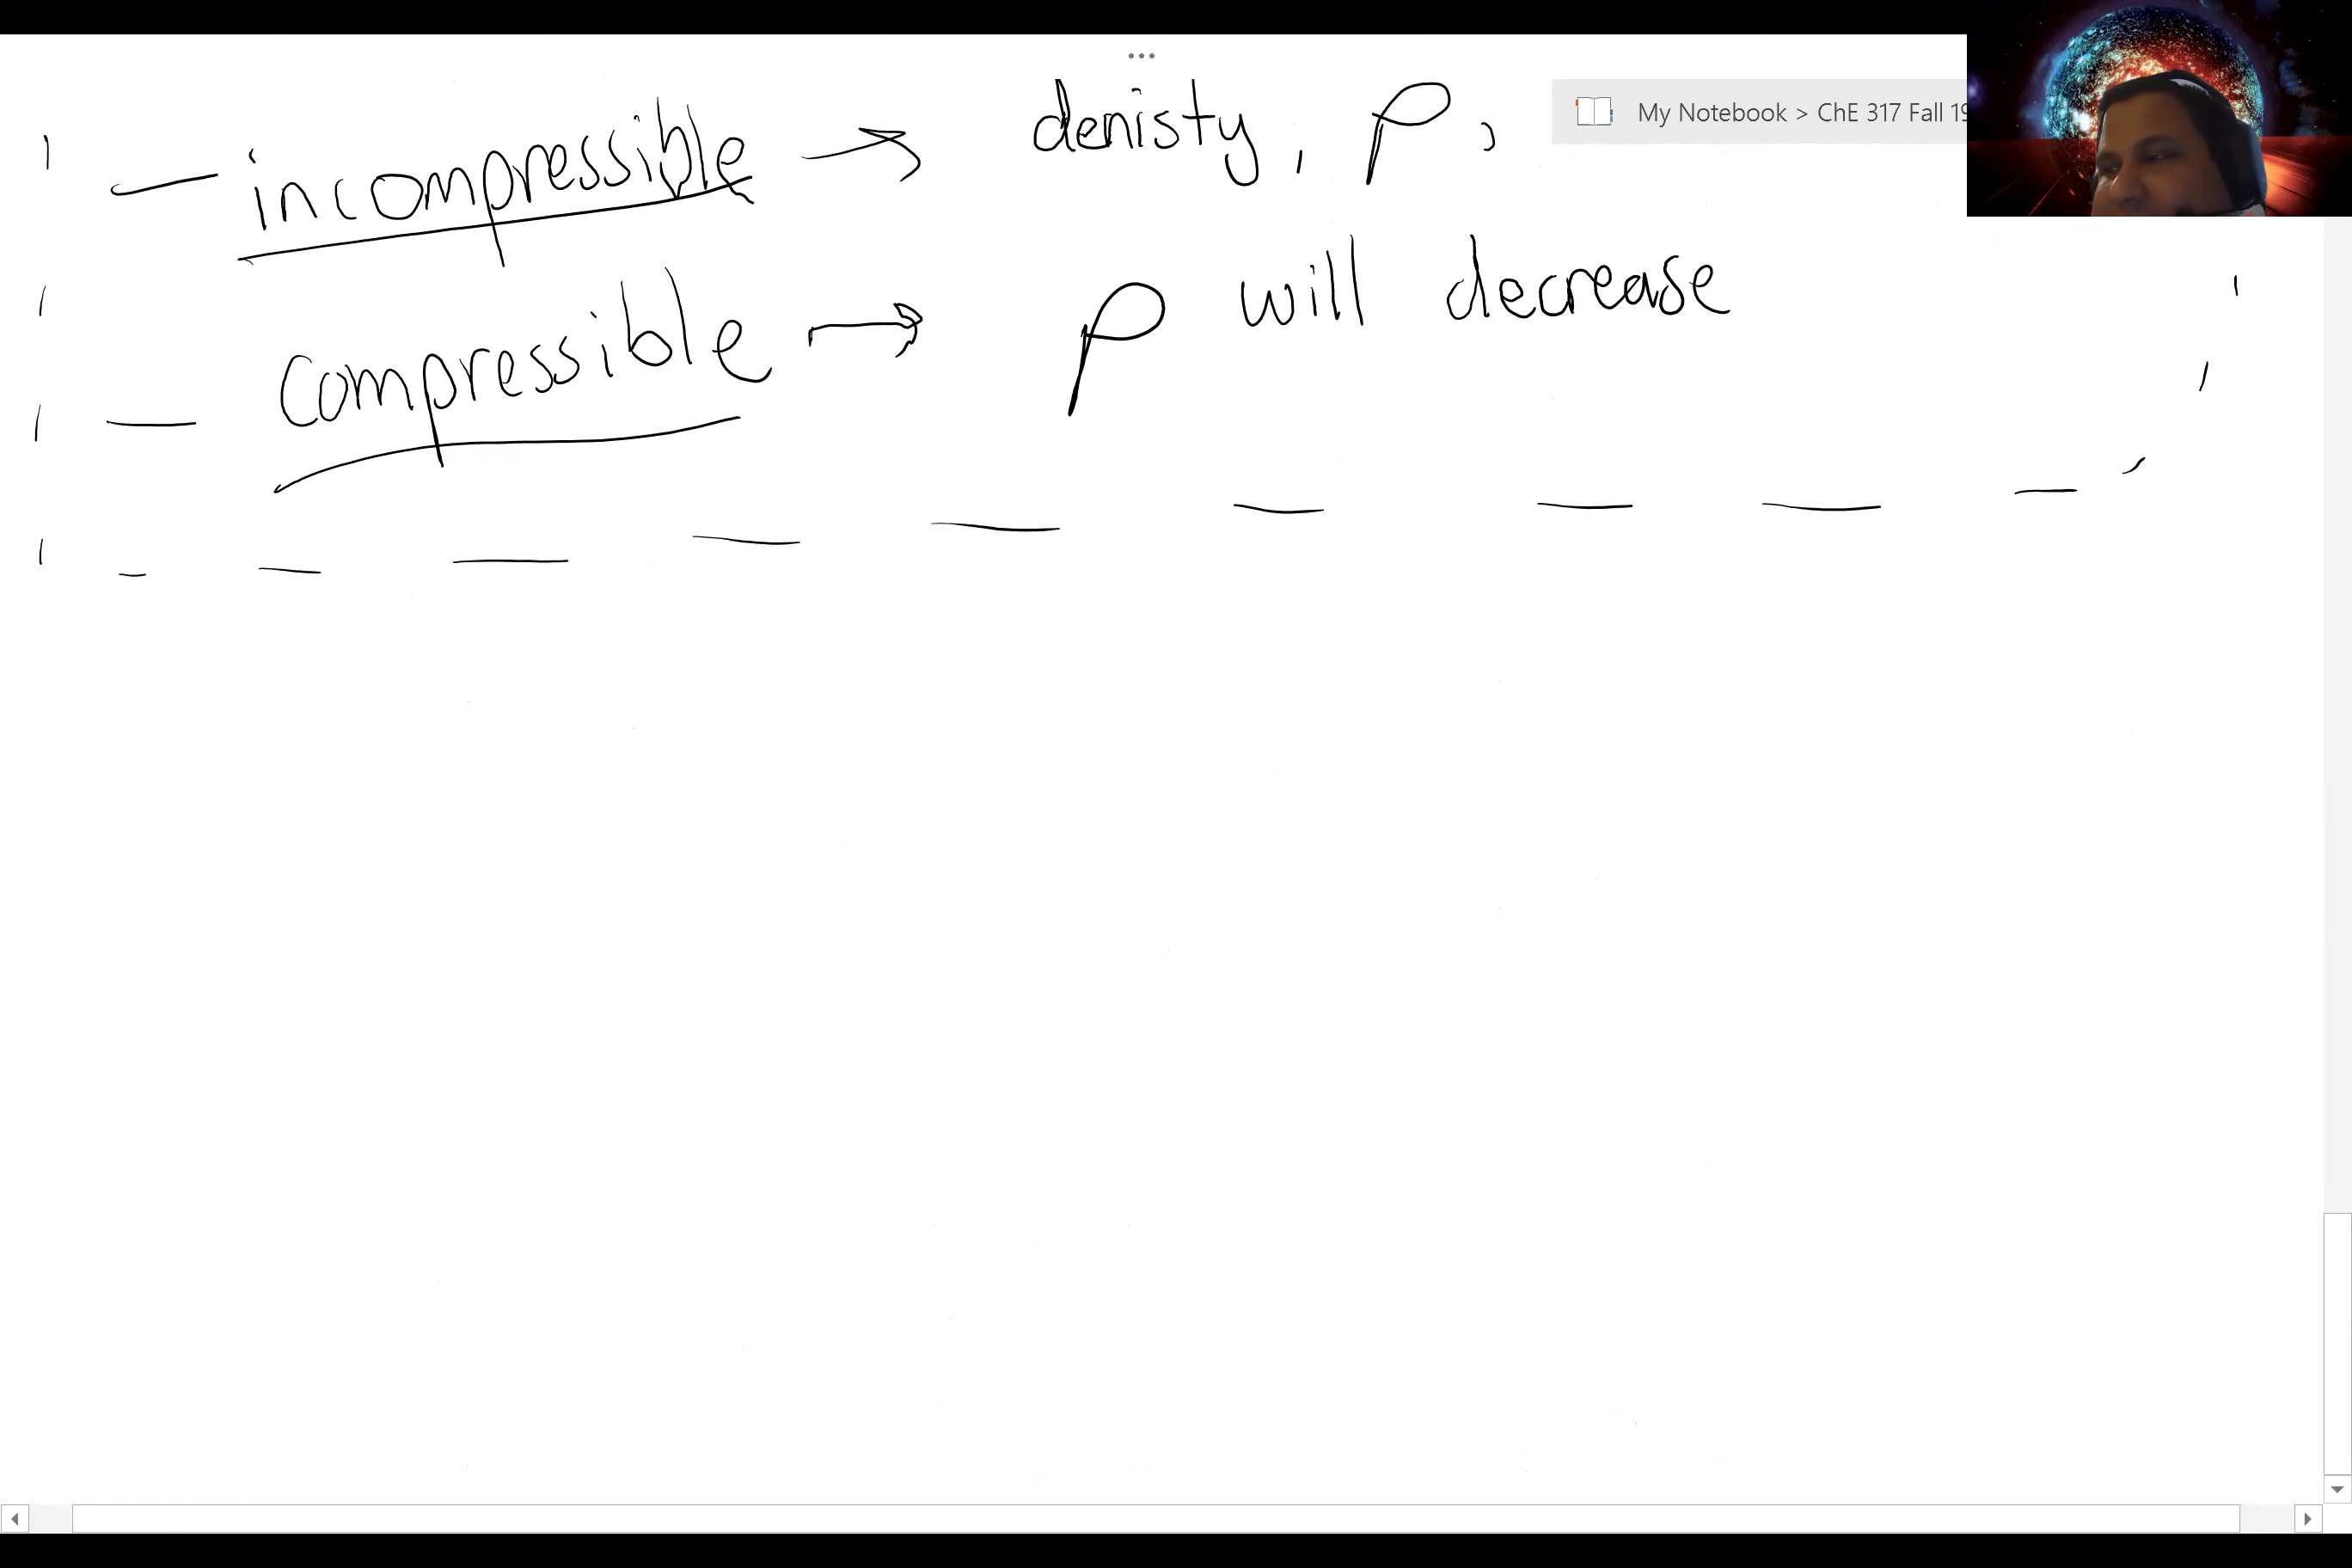 — incompressible → denisty, ρ,
My Notebook > ChE 317 Fall 19
— compressible → ρ will decrease